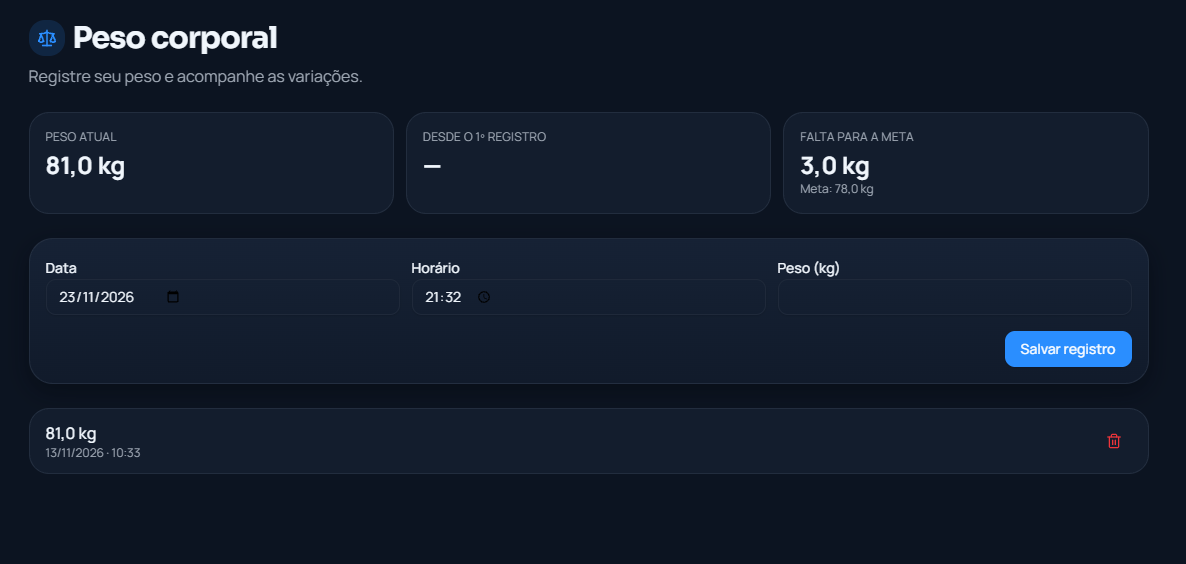 Peso corporal
Registre seu peso e acompanhe as variações.
PESO ATUAL
81,0 kg
DESDE O 1º REGISTRO
—
FALTA PARA A META
3,0 kg
Meta: 78,0 kg
Data
23/11/2026
Horário
21:32
Peso (kg)
Salvar registro
81,0 kg
13/11/2026 · 10:33